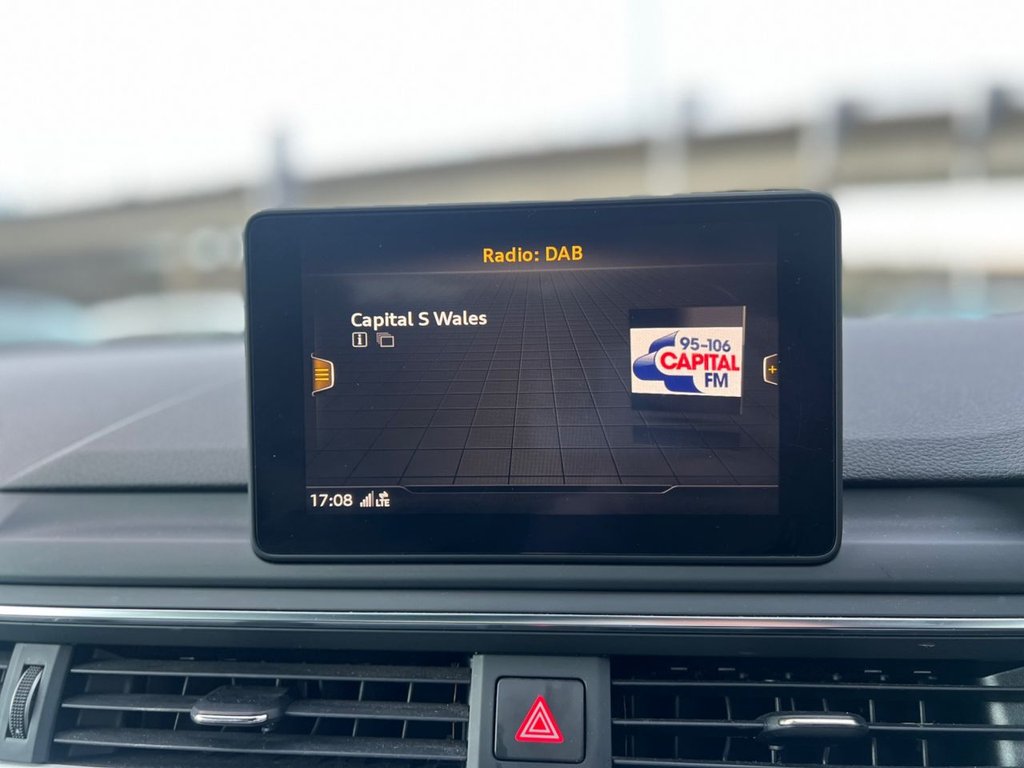 Radio: DAB
Capital S Wales
95-106
CAPITAL
FM
17:08 LTE